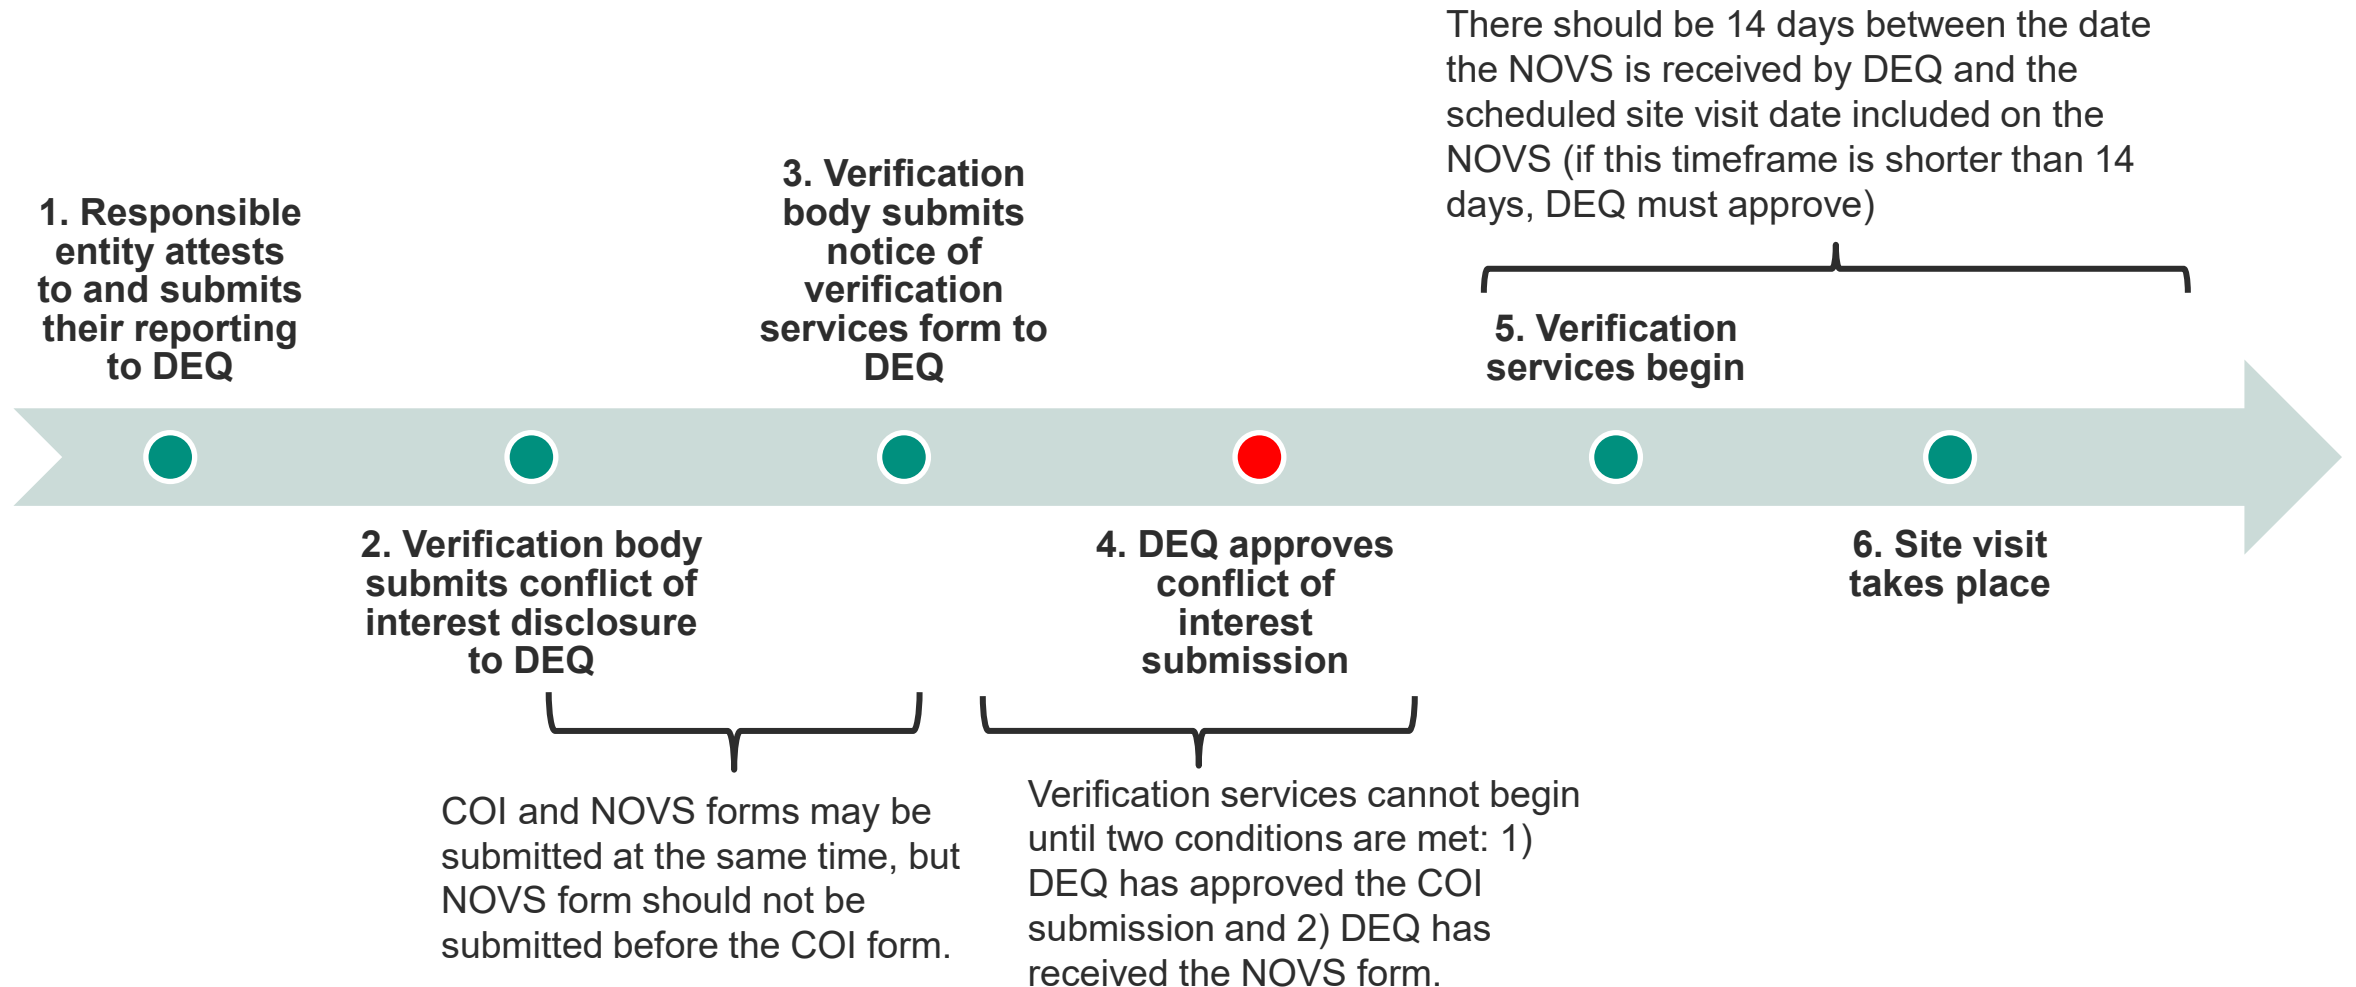 1. Responsible
entity attests
to and submits
their reporting
to DEQ
2. Verification body
submits conflict of
interest disclosure
to DEQ
COI and NOVS forms may be
submitted at the same time, but
NOVS form should not be
submitted before the COI form.
3. Verification
body submits
notice of
verification
services form to
DEQ
4. DEQ approves
conflict of
interest
submission
Verification services cannot begin
until two conditions are met: 1)
DEQ has approved the COI
submission and 2) DEQ has
received the NOVS form.
There should be 14 days between the date
the NOVS is received by DEQ and the
scheduled site visit date included on the
NOVS (if this timeframe is shorter than 14
days, DEQ must approve)
5. Verification
services begin
6. Site visit
takes place